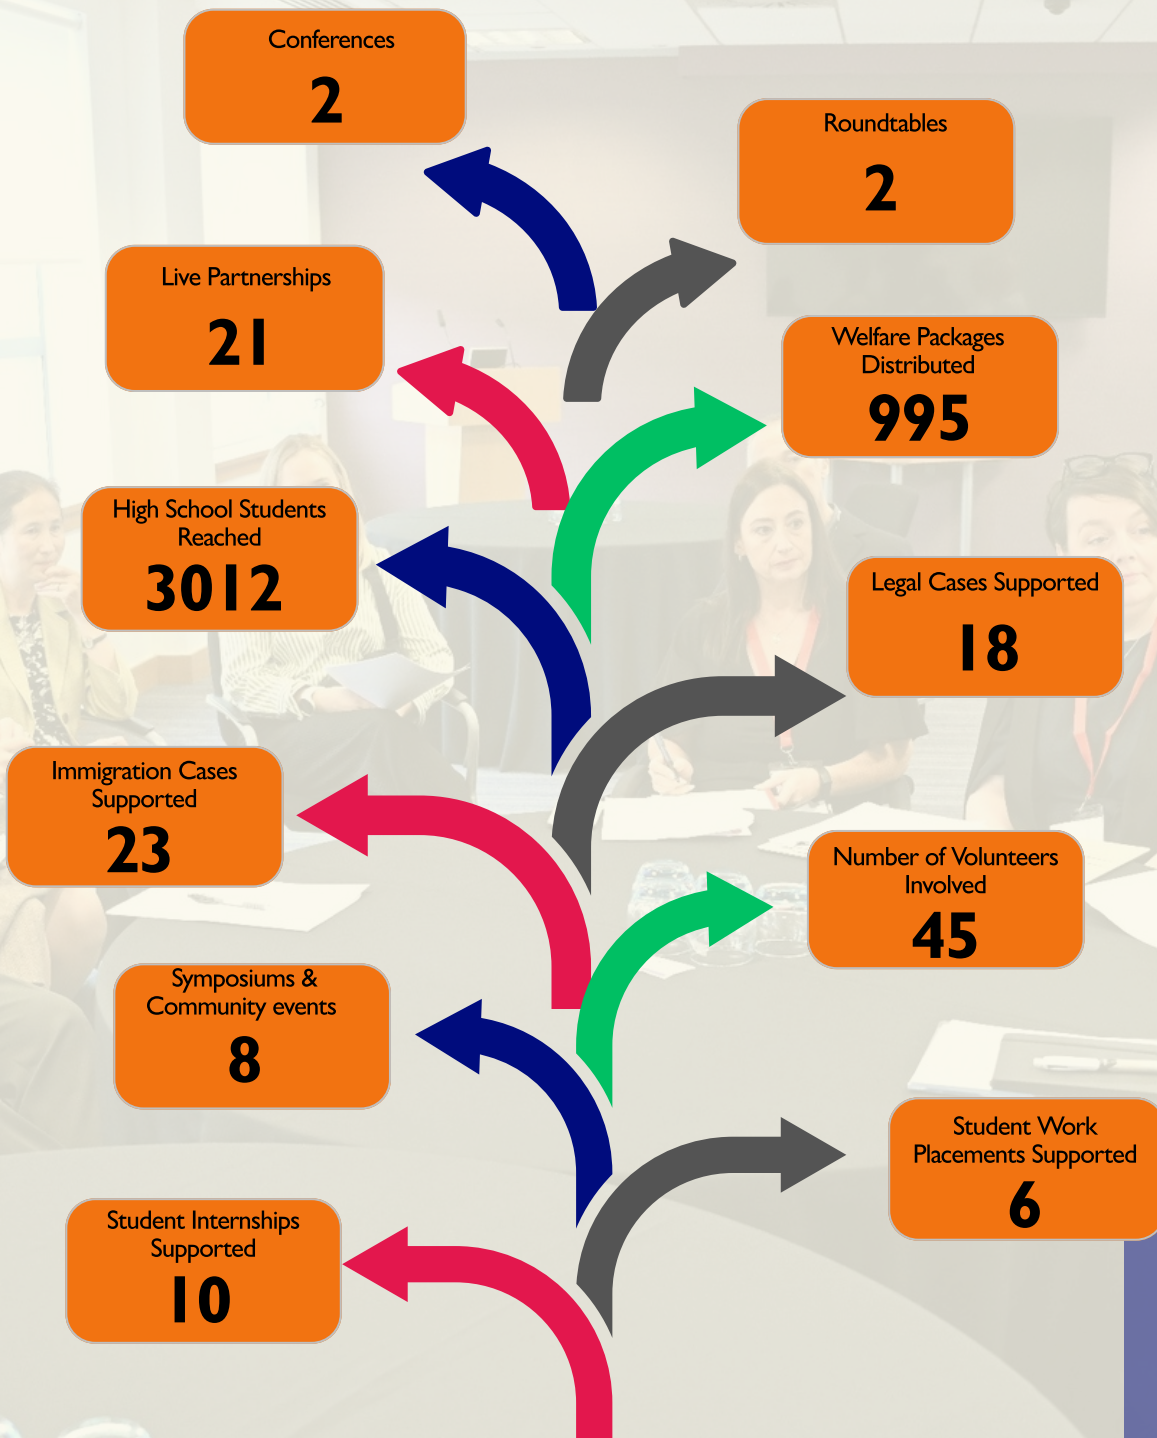 Conferences
2
Roundtables
2
Live Partnerships
21
Welfare Packages
Distributed
995
High School Students
Reached
3012
Legal Cases Supported
18
Immigration Cases
Supported
23
Number of Volunteers
Involved
45
Symposiums &
Community events
8
Student Work
Placements Supported
6
Student Internships
Supported
10